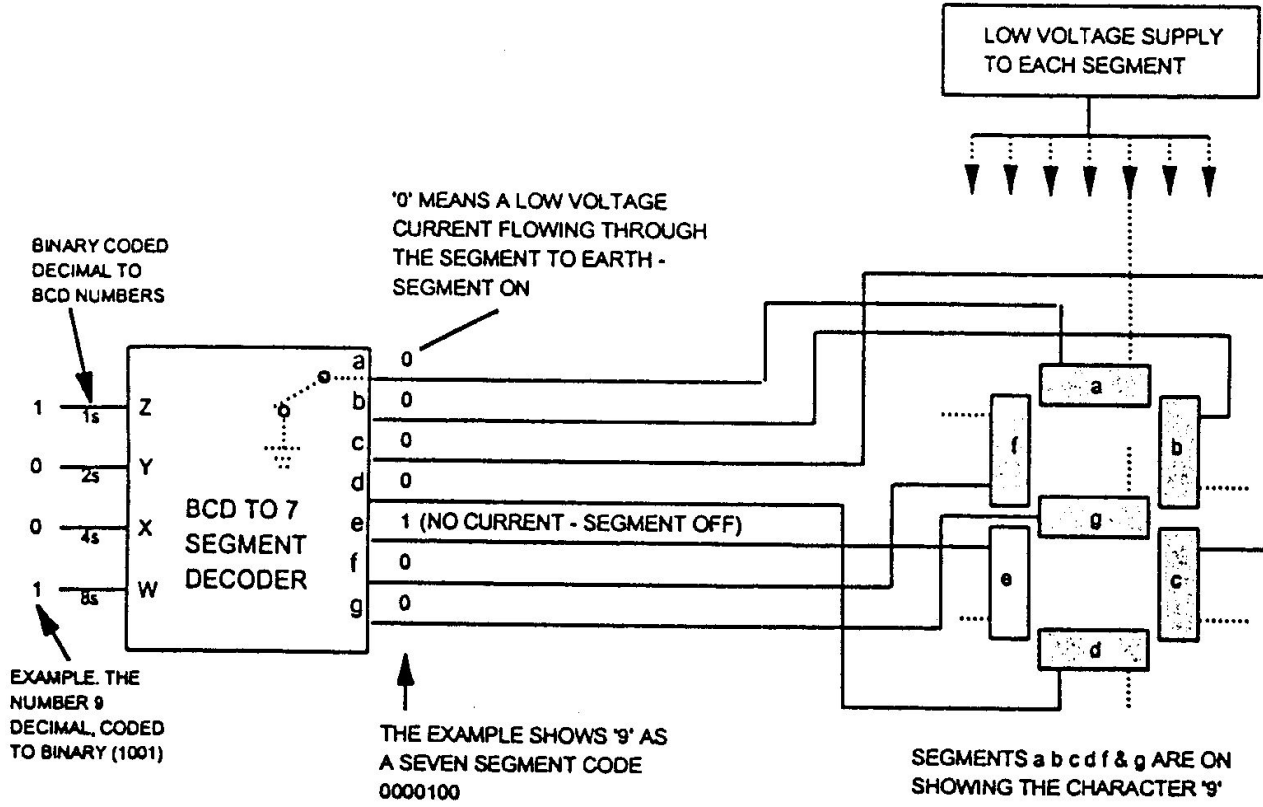 LOW VOLTAGE SUPPLY
TO EACH SEGMENT
'0' MEANS A LOW VOLTAGE
CURRENT FLOWING THROUGH
THE SEGMENT TO EARTH -
SEGMENT ON
BINARY CODED
DECIMAL TO
BCD NUMBERS
1 1s Z
0 2s Y
0 4s X
1 8s W
BCD TO 7
SEGMENT
DECODER
a 0
b 0
c 0
d 0
e 1 (NO CURRENT - SEGMENT OFF)
f 0
g 0
a
f
b
g
e
c
d
EXAMPLE. THE
NUMBER 9
DECIMAL, CODED
TO BINARY (1001)
THE EXAMPLE SHOWS '9' AS
A SEVEN SEGMENT CODE
0000100
SEGMENTS a b c d f & g ARE ON
SHOWING THE CHARACTER '9'